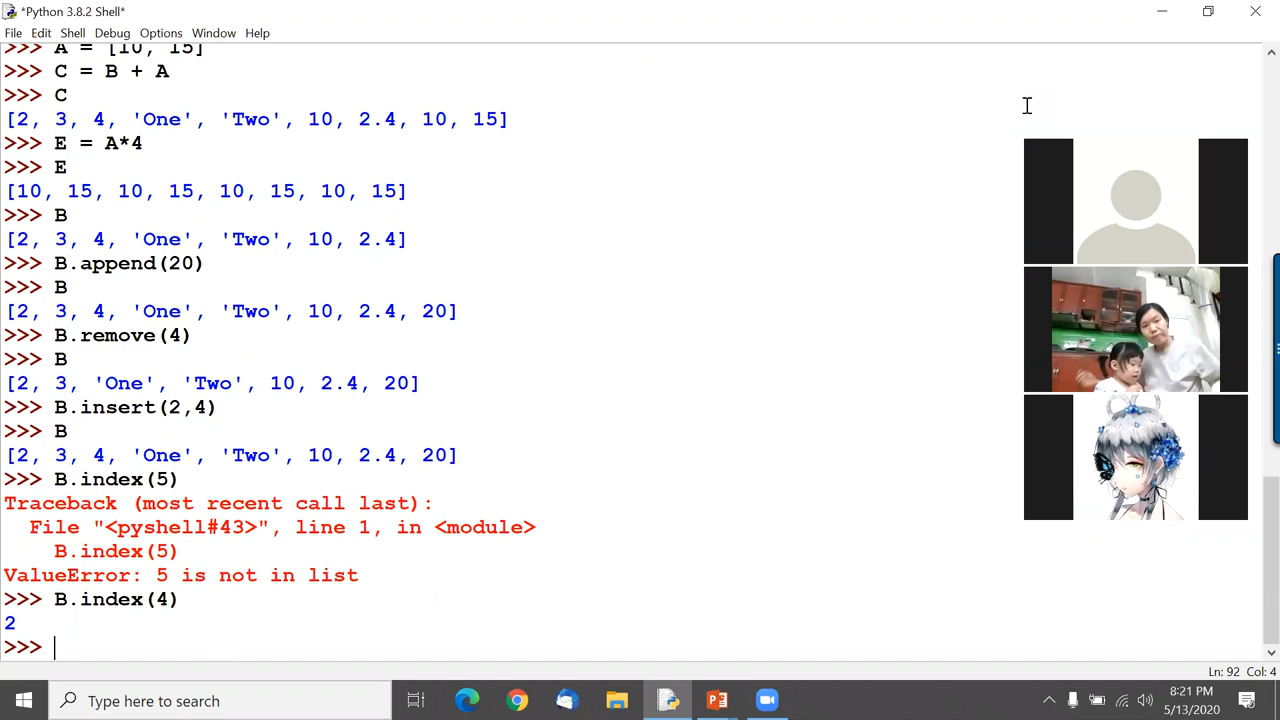 *Python 3.8.2 Shell*
File Edit Shell Debug Options Window Help
>>> A = [10, 15]
>>> C = B + A
>>> C
[2, 3, 4, 'One', 'Two', 10, 2.4, 10, 15]
>>> E = A*4
>>> E
[10, 15, 10, 15, 10, 15, 10, 15]
>>> B
[2, 3, 4, 'One', 'Two', 10, 2.4]
>>> B.append(20)
>>> B
[2, 3, 4, 'One', 'Two', 10, 2.4, 20]
>>> B.remove(4)
>>> B
[2, 3, 'One', 'Two', 10, 2.4, 20]
>>> B.insert(2,4)
>>> B
[2, 3, 4, 'One', 'Two', 10, 2.4, 20]
>>> B.index(5)
Traceback (most recent call last):
  File "<pyshell#43>", line 1, in <module>
    B.index(5)
ValueError: 5 is not in list
>>> B.index(4)
2
>>>
Ln: 92 Col: 4
Type here to search
8:21 PM
5/13/2020